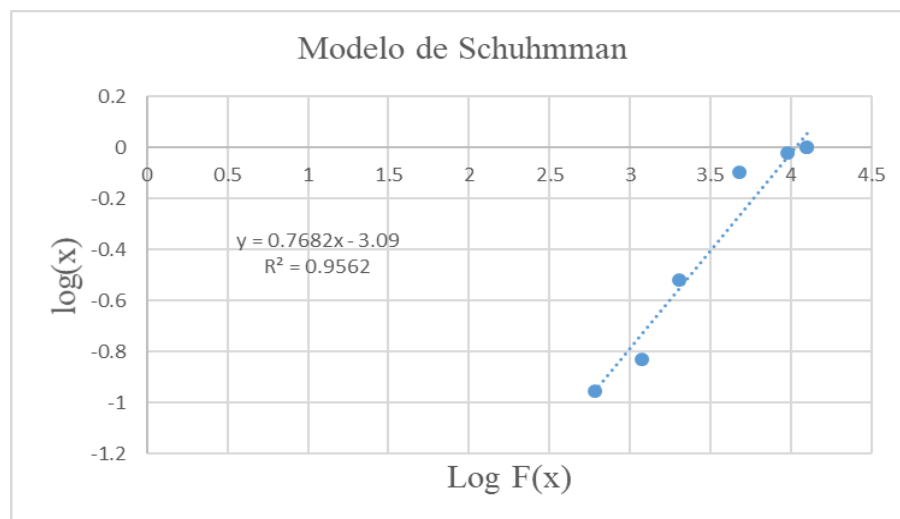 Modelo de Schuhmman
0.2
0
0 0.5 1 1.5 2 2.5 3 3.5 4 4.5
-0.2
-0.4
y = 0.7682x - 3.09
R² = 0.9562
-0.6
-0.8
-1
-1.2
log(x)
Log F(x)